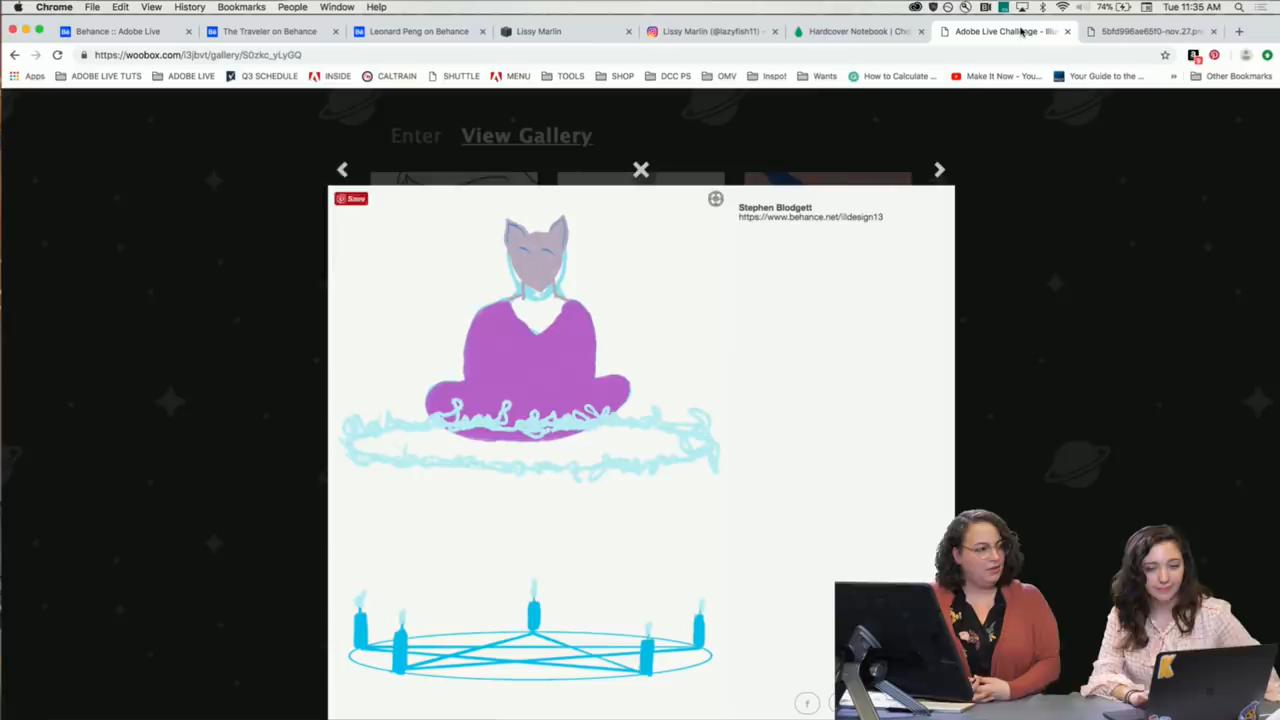 Chrome File Edit View History Bookmarks People Window Help 74% Tue 11:35 AM
Behance :: Adobe Live The Traveler on Behance Leonard Peng on Behance Lissy Marlin Lissy Marlin (@lazyfish11) - Hardcover Notebook | Cho Adobe Live Challenge - Illu 5bfd996ae65f0-nov.27.pn
https://woobox.com/i3jbvt/gallery/S0zkc_yLyGQ
Apps ADOBE LIVE TUTS ADOBE LIVE Q3 SCHEDULE INSIDE CALTRAIN SHUTTLE MENU TOOLS SHOP DCC PS OMV Inspo! Wants How to Calculate ... Make It Now - You... Your Guide to the ... » Other Bookmarks
Enter View Gallery
Save
Stephen Blodgett
https://www.behance.net/illdesign13